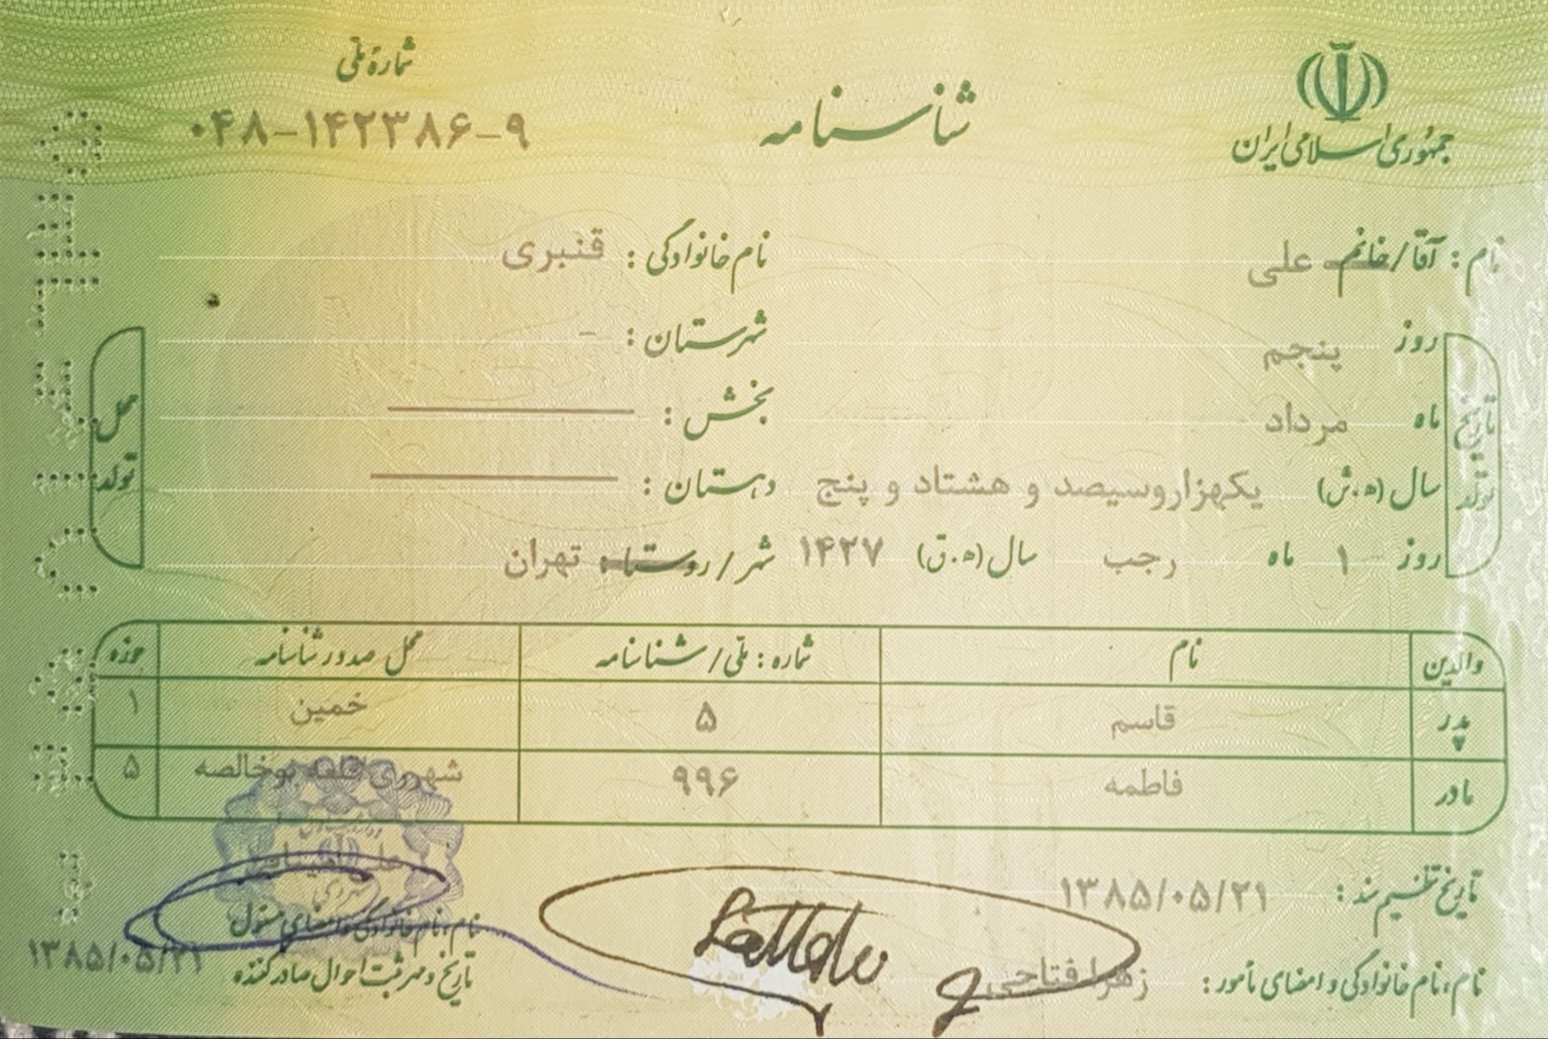 جمهوری اسلامی ایران
شناسنامه
شماره ملی
۰۴۸-۱۴۲۳۸۶-۹
نام: آقا/خانم علی
نام خانوادگی: قنبری
تاریخ تولد
روز پنجم
شهرستان: -
ماه مرداد
بخش:
سال (ه.ش) یکهزاروسیصد و هشتاد و پنج
دهستان:
روز ۱ ماه رجب سال (ه.ق) ۱۴۲۷
شهر/روستا: تهران
محل تولد
والدین نام شماره: ملی/شناسنامه محل صدور شناسنامه حوزه
پدر قاسم ۵ خمین ۱
مادر فاطمه ۹۹۶ شهرری قلعه نوخالصه ۵
تاریخ تنظیم سند: ۱۳۸۵/۰۵/۲۱
نام، نام خانوادگی و امضای مأمور: زهرا فتاحی
نام، نام خانوادگی و امضای مسئول
تاریخ و مهر ثبت احوال صادرکننده
۱۳۸۵/۰۵/۲۱